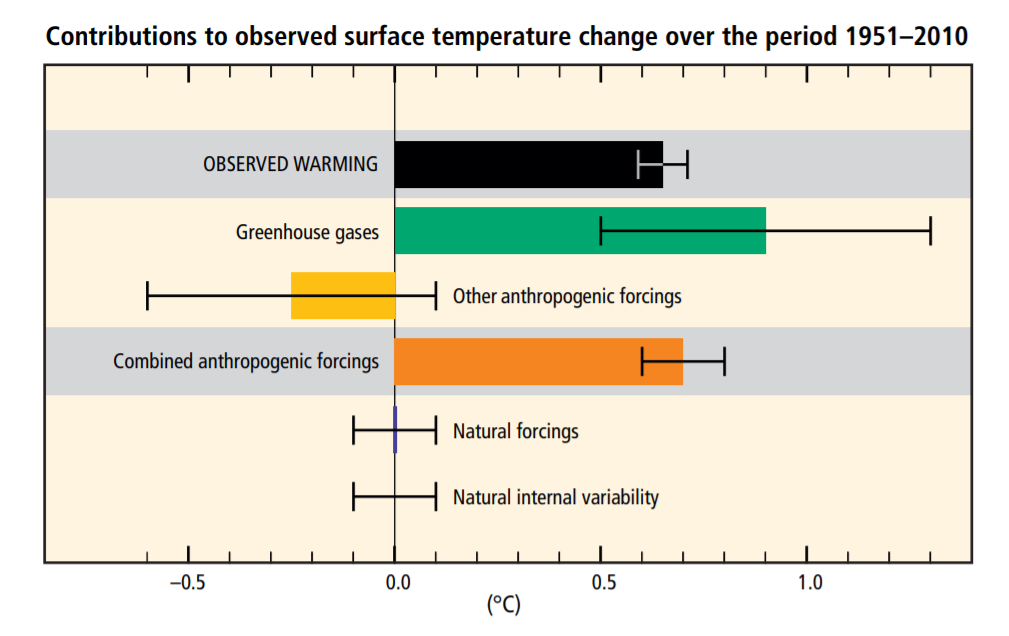 Contributions to observed surface temperature change over the period 1951–2010
OBSERVED WARMING
Greenhouse gases
Other anthropogenic forcings
Combined anthropogenic forcings
Natural forcings
Natural internal variability
–0.5 0.0 0.5 1.0
(°C)